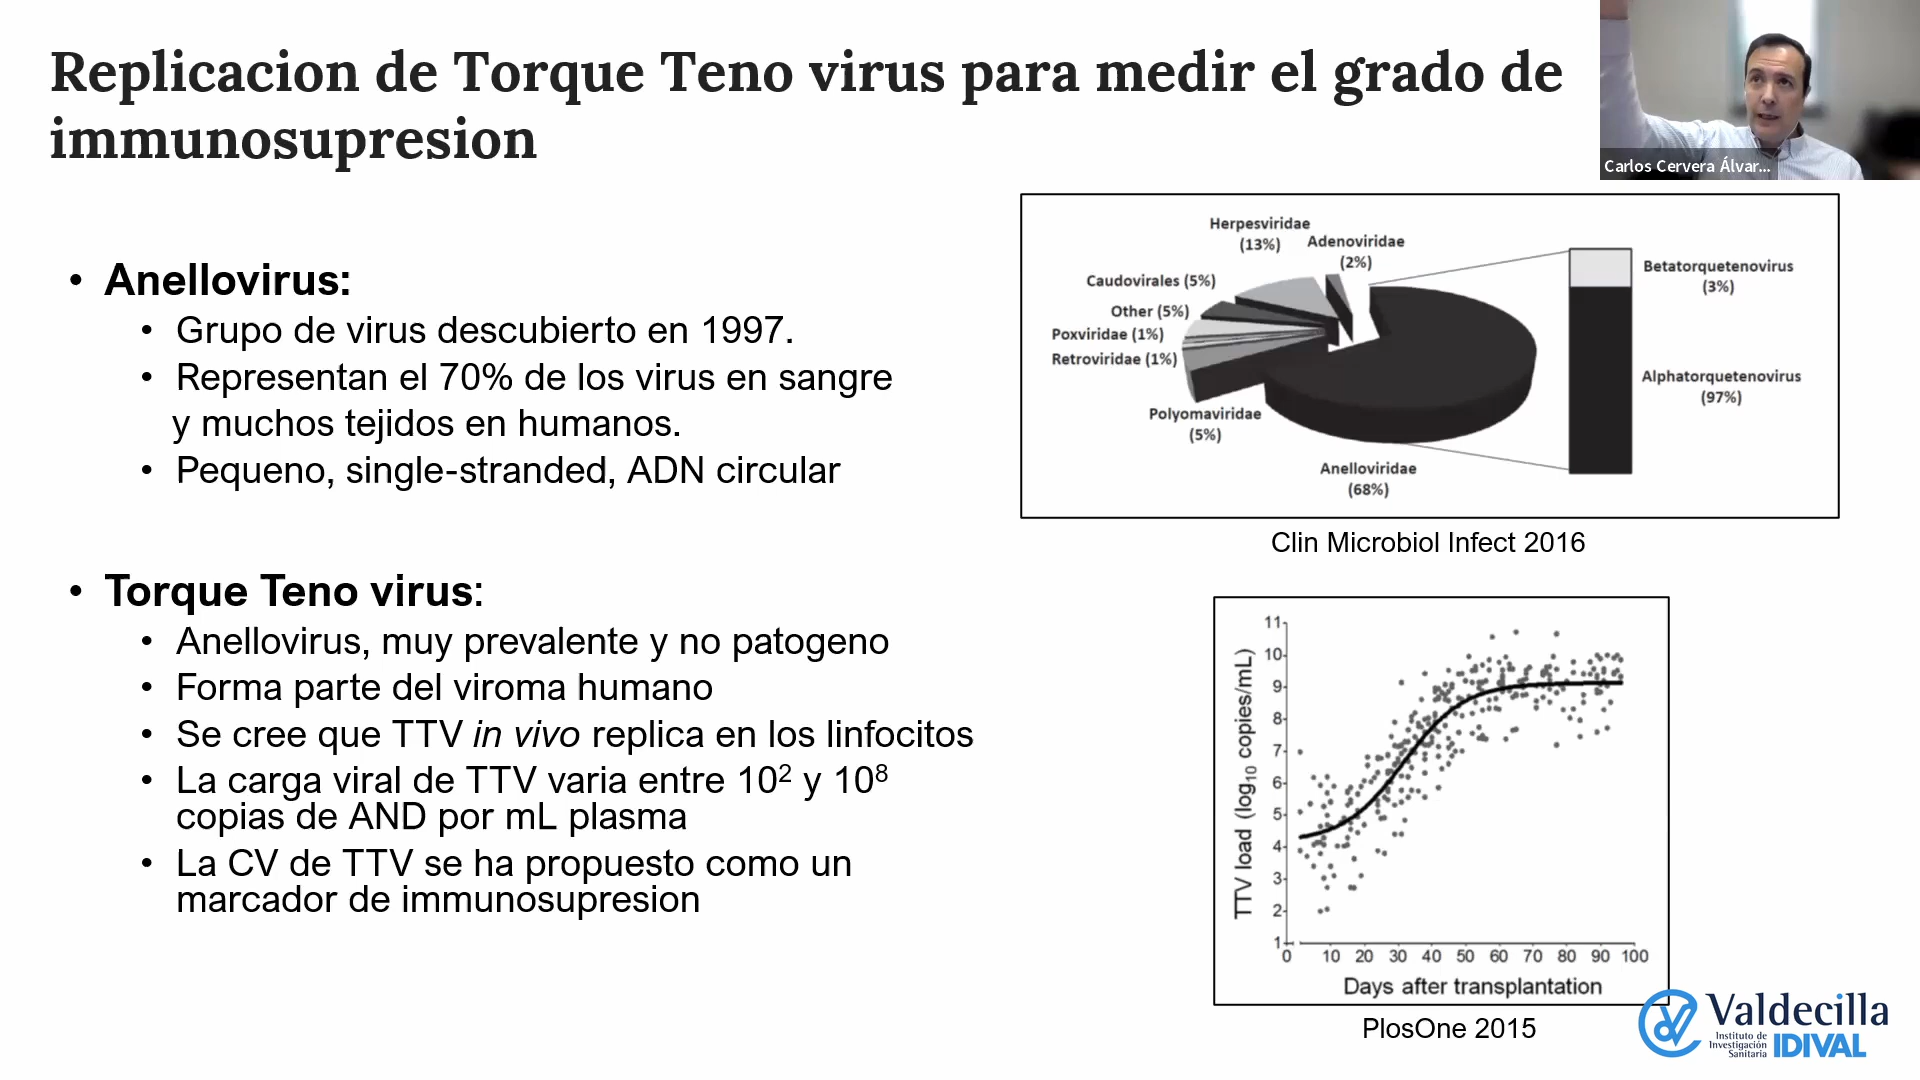 Replicacion de Torque Teno virus para medir el grado de
immunosupresion
Carlos Cervera Álvar...
• Anellovirus:
• Grupo de virus descubierto en 1997.
• Representan el 70% de los virus en sangre
y muchos tejidos en humanos.
• Pequeno, single-stranded, ADN circular
• Torque Teno virus:
• Anellovirus, muy prevalente y no patogeno
• Forma parte del viroma humano
• Se cree que TTV in vivo replica en los linfocitos
• La carga viral de TTV varia entre 10² y 10⁸
copias de AND por mL plasma
• La CV de TTV se ha propuesto como un
marcador de immunosupresion
Herpesviridae
(13%)
Adenoviridae
(2%)
Caudovirales (5%)
Other (5%)
Poxviridae (1%)
Retroviridae (1%)
Polyomaviridae
(5%)
Anelloviridae
(68%)
Betatorquetenovirus
(3%)
Alphatorquetenovirus
(97%)
Clin Microbiol Infect 2016
TTV load (log₁₀ copies/mL)
11
10
9
8
7
6
5
4
3
2
1
0 10 20 30 40 50 60 70 80 90 100
Days after transplantation
PlosOne 2015
Valdecilla
Instituto de
Investigación
Sanitaria
IDIVAL